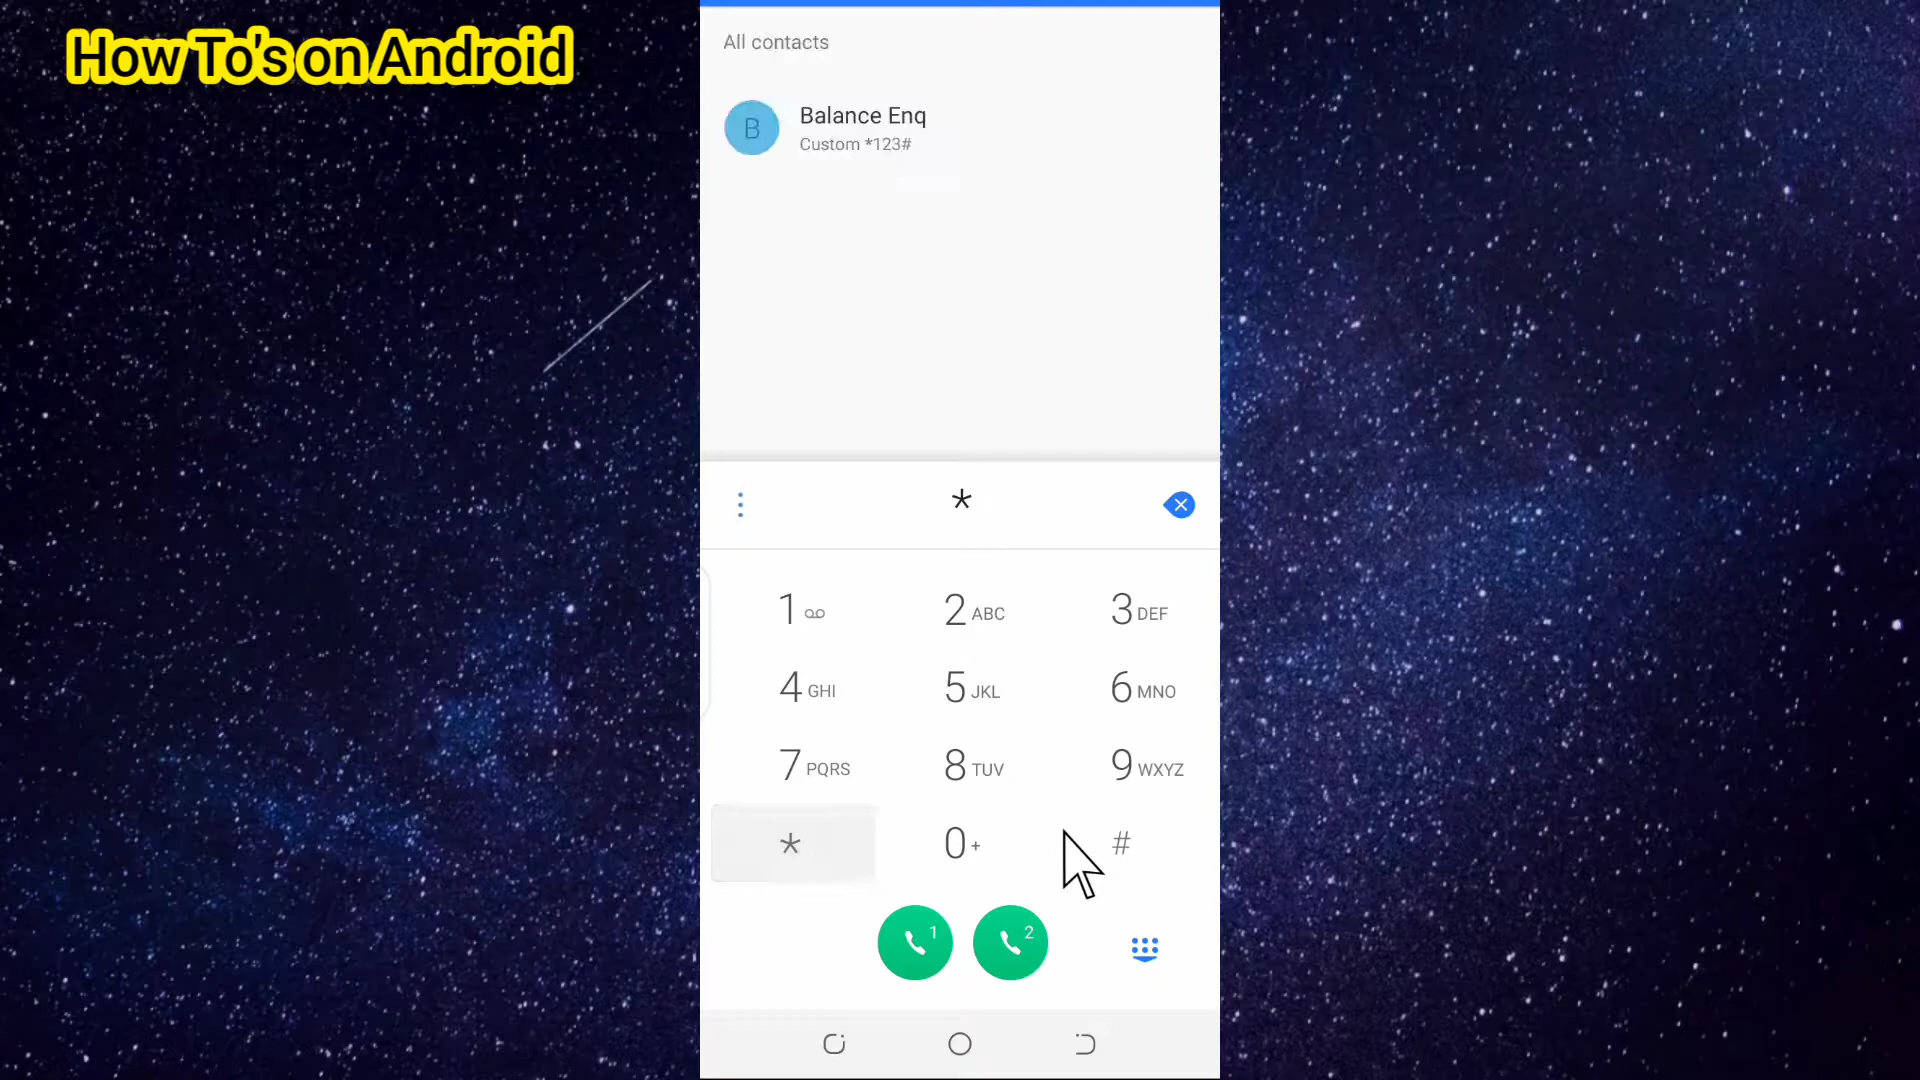 How To's on Android
All contacts
B
Balance Enq
Custom *123#
*
1
2 ABC
3 DEF
4 GHI
5 JKL
6 MNO
7 PQRS
8 TUV
9 WXYZ
*
0 +
#
1
2